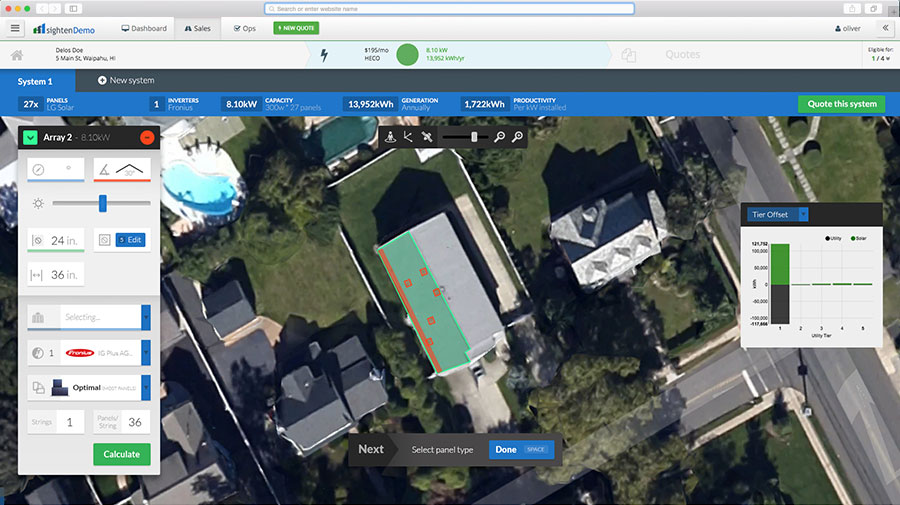 Search or enter website name
sightenDemo
Dashboard
Sales
Ops
NEW QUOTE
oliver
Delos Doe
5 Main St, Waipahu, HI
$195/mo
HECO
8.10 kW
13,952 kWh/yr
Quotes
Eligible for:
1 / 4
System 1
New system
27x
PANELS
LG Solar
1
INVERTERS
Fronius
8.10kW
CAPACITY
300w * 27 panels
13,952kWh
GENERATION
Annually
1,722kWh
PRODUCTIVITY
Per kW installed
Quote this system
Array 2 - 8.10kW
24 in.
5 Edit
36 in.
Selecting...
1
Fronius
IG Plus AG...
Optimal
Strings
1
Panels/
String
36
Calculate
Next
Select panel type
Done
SPACE
Tier Offset
Utility
Solar
121,752
100,000
50,000
0
-50,000
-100,000
-117,666
kWh
1
2
3
4
5
Utility Tier